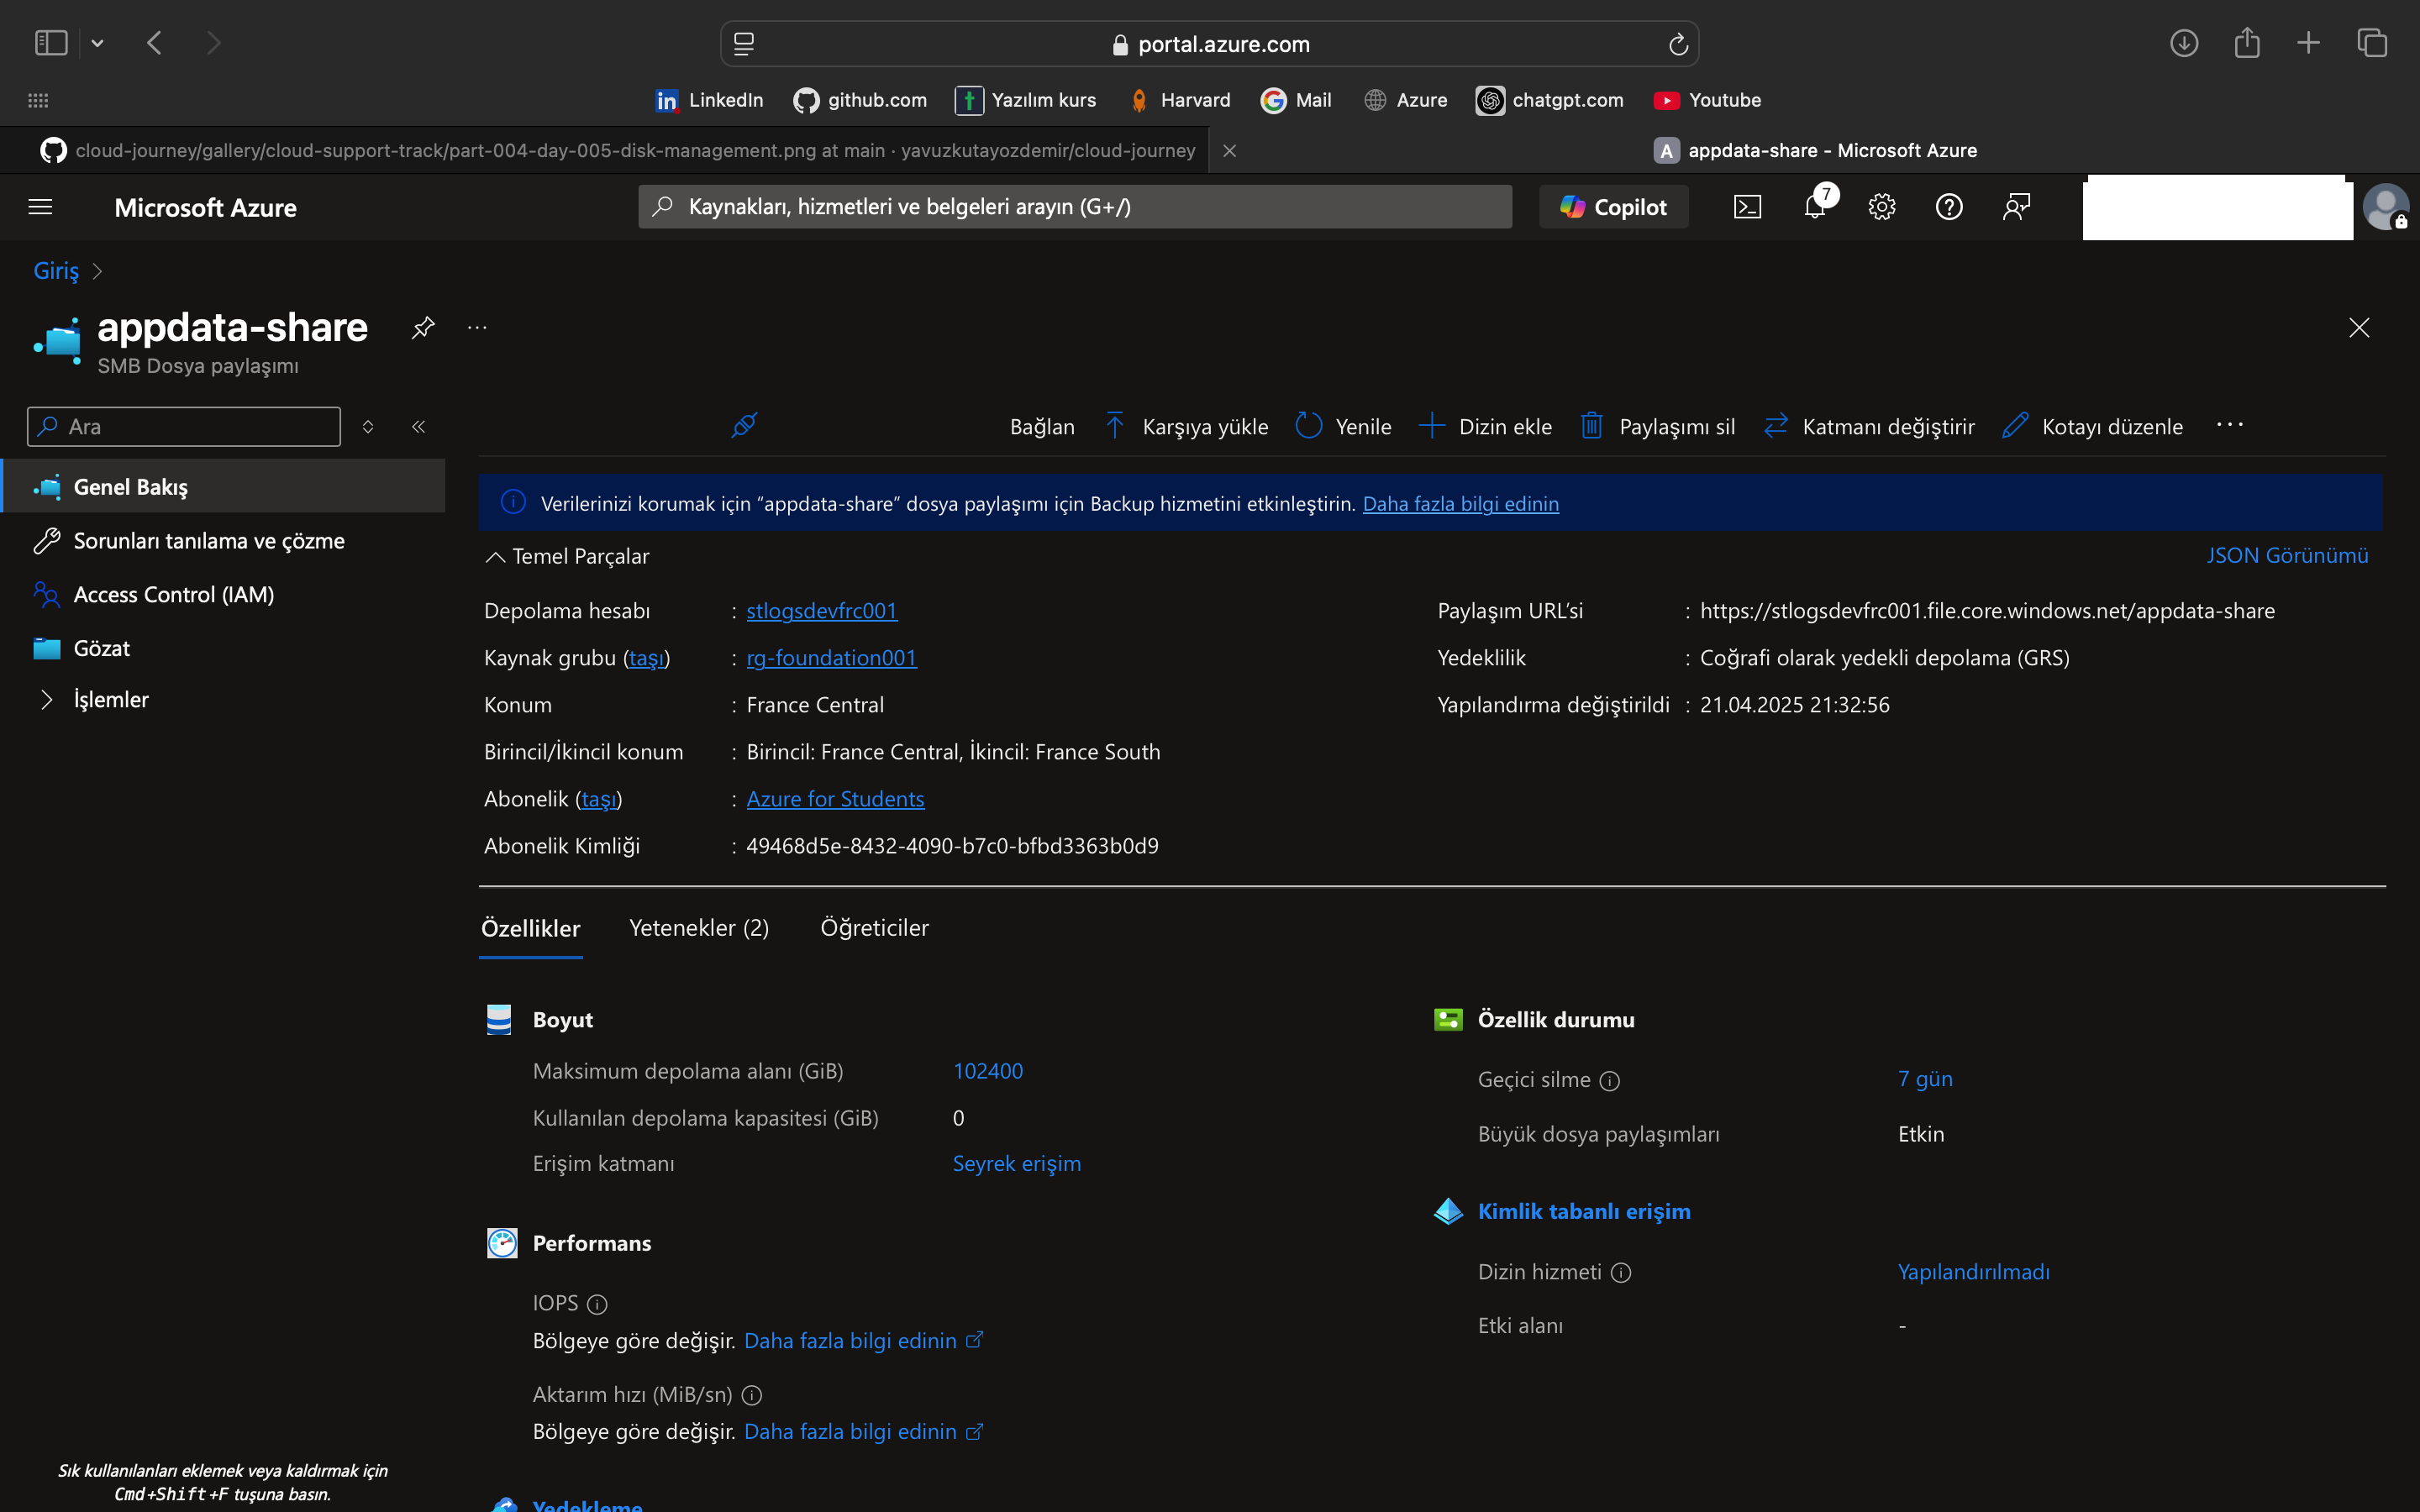 portal.azure.com
LinkedIn
github.com
Yazılım kurs
Harvard
Mail
Azure
chatgpt.com
Youtube
cloud-journey/gallery/cloud-support-track/part-004-day-005-disk-management.png at main · yavuzkutayozdemir/cloud-journey
A appdata-share - Microsoft Azure
Microsoft Azure
Kaynakları, hizmetleri ve belgeleri arayın (G+/)
Copilot
7
Giriş
appdata-share
SMB Dosya paylaşımı
Ara
Bağlan
Karşıya yükle
Yenile
Dizin ekle
Paylaşımı sil
Katmanı değiştirir
Kotayı düzenle
Genel Bakış
Sorunları tanılama ve çözme
Access Control (IAM)
Gözat
İşlemler
Verilerinizi korumak için “appdata-share” dosya paylaşımı için Backup hizmetini etkinleştirin. Daha fazla bilgi edinin
Temel Parçalar
JSON Görünümü
Depolama hesabı : stlogsdevfrc001
Kaynak grubu (taşı) : rg-foundation001
Konum : France Central
Birincil/İkincil konum : Birincil: France Central, İkincil: France South
Abonelik (taşı) : Azure for Students
Abonelik Kimliği : 49468d5e-8432-4090-b7c0-bfbd3363b0d9
Paylaşım URL’si : https://stlogsdevfrc001.file.core.windows.net/appdata-share
Yedeklilik : Coğrafi olarak yedekli depolama (GRS)
Yapılandırma değiştirildi : 21.04.2025 21:32:56
Özellikler
Yetenekler (2)
Öğreticiler
Boyut
Maksimum depolama alanı (GiB) 102400
Kullanılan depolama kapasitesi (GiB) 0
Erişim katmanı Seyrek erişim
Performans
IOPS
Bölgeye göre değişir. Daha fazla bilgi edinin
Aktarım hızı (MiB/sn)
Bölgeye göre değişir. Daha fazla bilgi edinin
Yedekleme
Özellik durumu
Geçici silme 7 gün
Büyük dosya paylaşımları Etkin
Kimlik tabanlı erişim
Dizin hizmeti Yapılandırılmadı
Etki alanı -
Sık kullanılanları eklemek veya kaldırmak için
Cmd+Shift+F tuşuna basın.